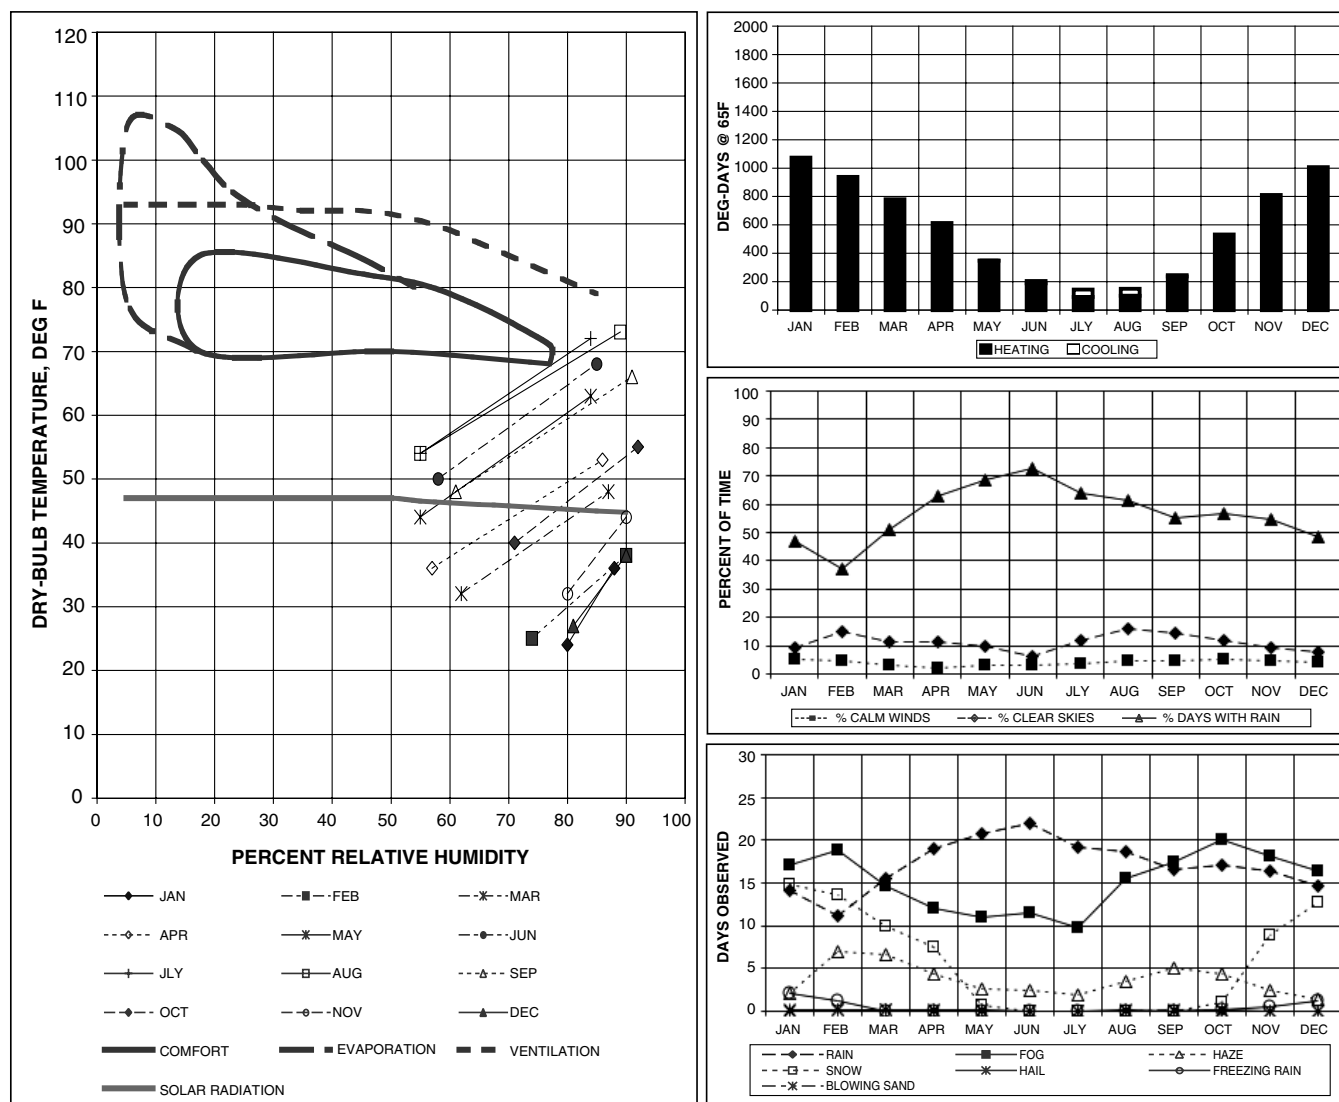 120
110
100
90
80
70
60
50
40
30
20
10
0
DRY-BULB TEMPERATURE, DEG F
0 10 20 30 40 50 60 70 80 90 100
PERCENT RELATIVE HUMIDITY
JAN FEB MAR
APR MAY JUN
JLY AUG SEP
OCT NOV DEC
COMFORT EVAPORATION VENTILATION
SOLAR RADIATION
2000
1800
1600
1400
1200
1000
800
600
400
200
0
DEG-DAYS @ 65F
JAN FEB MAR APR MAY JUN JLY AUG SEP OCT NOV DEC
HEATING COOLING
100
90
80
70
60
50
40
30
20
10
0
PERCENT OF TIME
JAN FEB MAR APR MAY JUN JLY AUG SEP OCT NOV DEC
% CALM WINDS % CLEAR SKIES % DAYS WITH RAIN
30
25
20
15
10
5
0
DAYS OBSERVED
JAN FEB MAR APR MAY JUN JLY AUG SEP OCT NOV DEC
RAIN FOG HAZE
SNOW HAIL FREEZING RAIN
BLOWING SAND